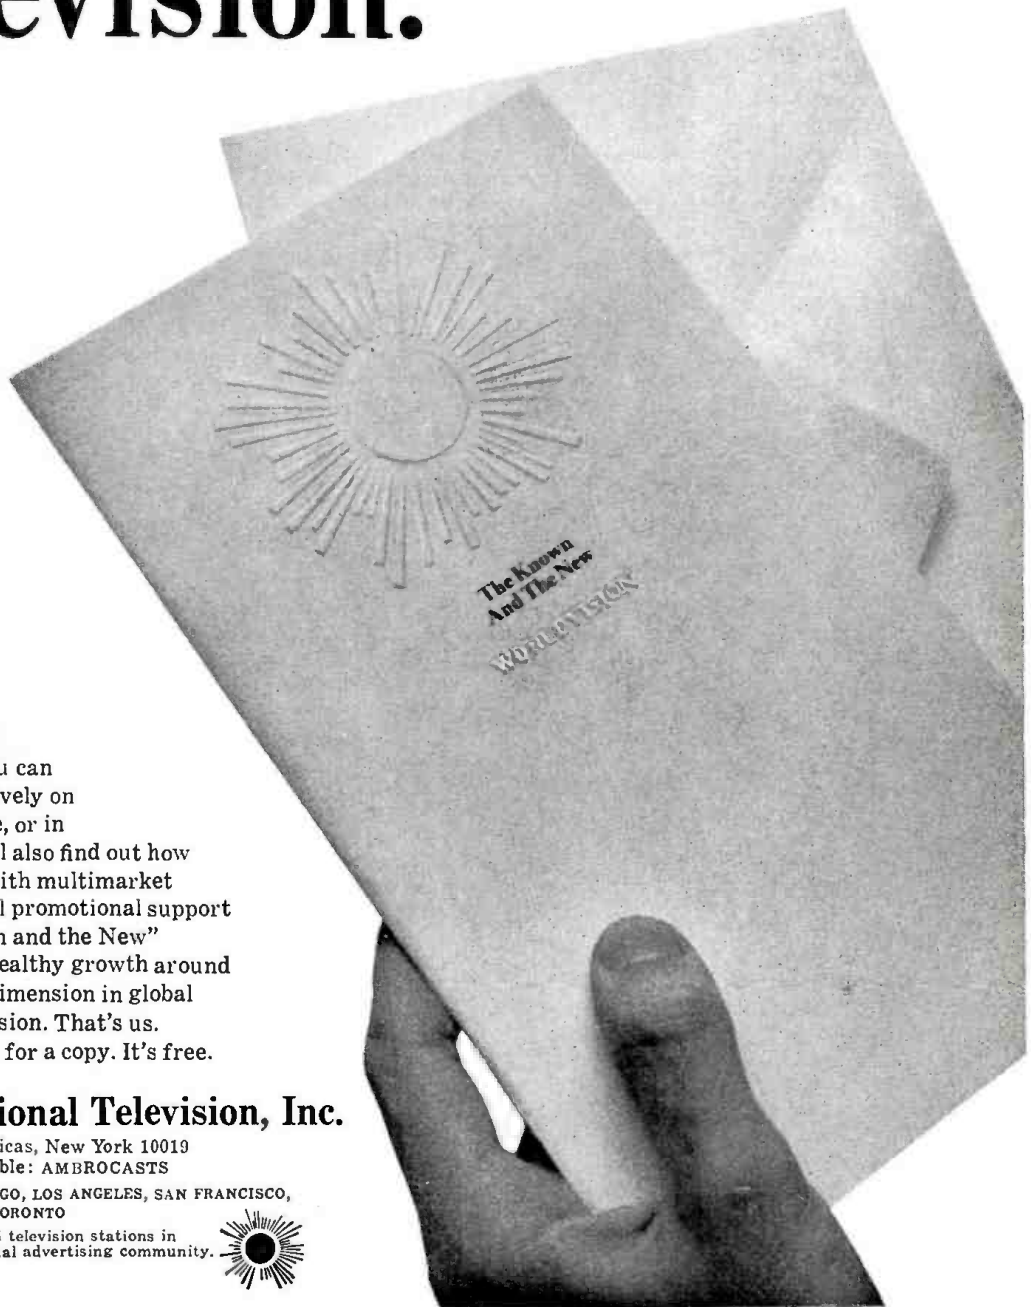 evision.
The Known
And The New
WORLDVISION
u can
vely on
e, or in
l also find out how
ith multimarket
l promotional support
n and the New”
ealthy growth around
imension in global
sion. That's us.
for a copy. It's free.
ional Television, Inc.
icas, New York 10019
ble: AMBROCASTS
GO, LOS ANGELES, SAN FRANCISCO,
ORONTO
television stations in
al advertising community.